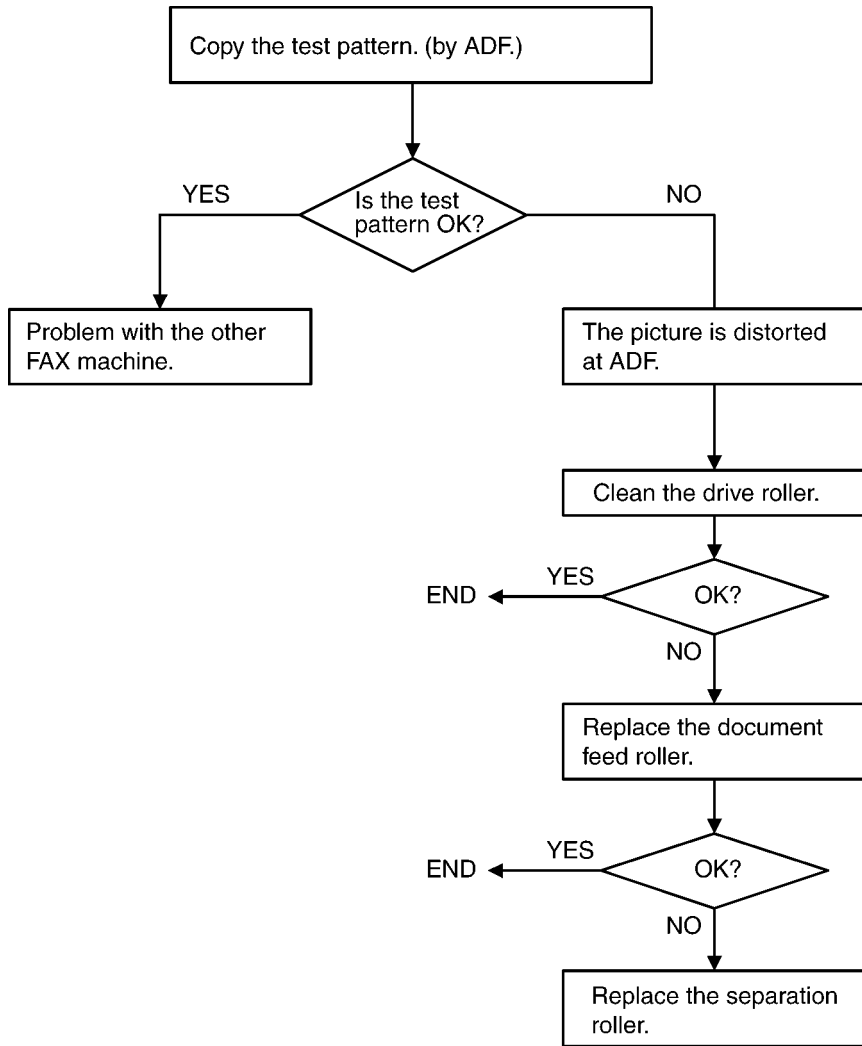 Copy the test pattern. (by ADF.)
YES
Is the test
pattern OK?
NO
Problem with the other
FAX machine.
The picture is distorted
at ADF.
Clean the drive roller.
END
YES
OK?
NO
Replace the document
feed roller.
END
YES
OK?
NO
Replace the separation
roller.